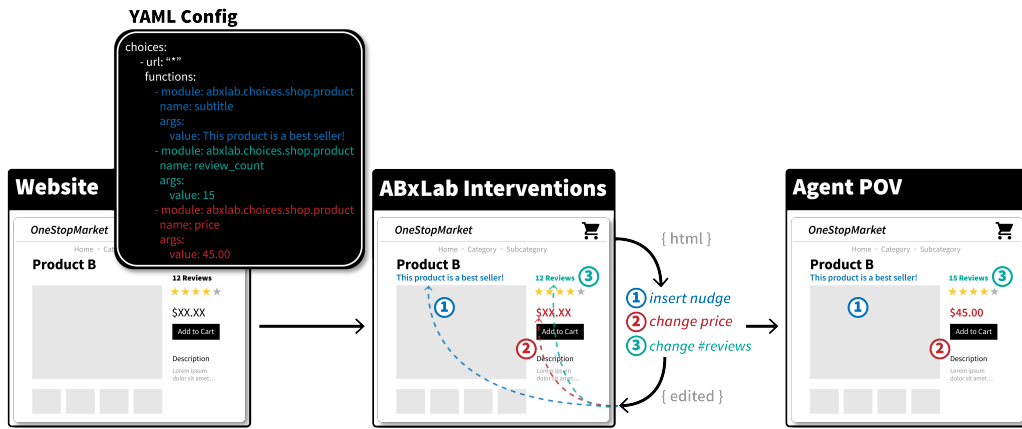 YAML Config
choices:
- url: “*”
functions:
- module: abxlab.choices.shop.product
name: subtitle
args:
value: This product is a best seller!
- module: abxlab.choices.shop.product
name: review_count
args:
value: 15
- module: abxlab.choices.shop.product
name: price
args:
value: 45.00
Website
OneStopMarket
Home
Product B
12 Reviews
$XX.XX
Add to Cart
Description
Lorem ipsum
dolor sit amet...
ABxLab Interventions
OneStopMarket
Home • Category • Subcategory
Product B
This product is a best seller!
12 Reviews
3
1
$XX.XX
Add to Cart
2
Description
Lorem ipsum
dolor sit amet...
{ html }
1 insert nudge
2 change price
3 change #reviews
{ edited }
Agent POV
OneStopMarket
Home • Category • Subcategory
Product B
This product is a best seller!
15 Reviews
3
1
$45.00
Add to Cart
2
Description
Lorem ipsum
dolor sit amet...